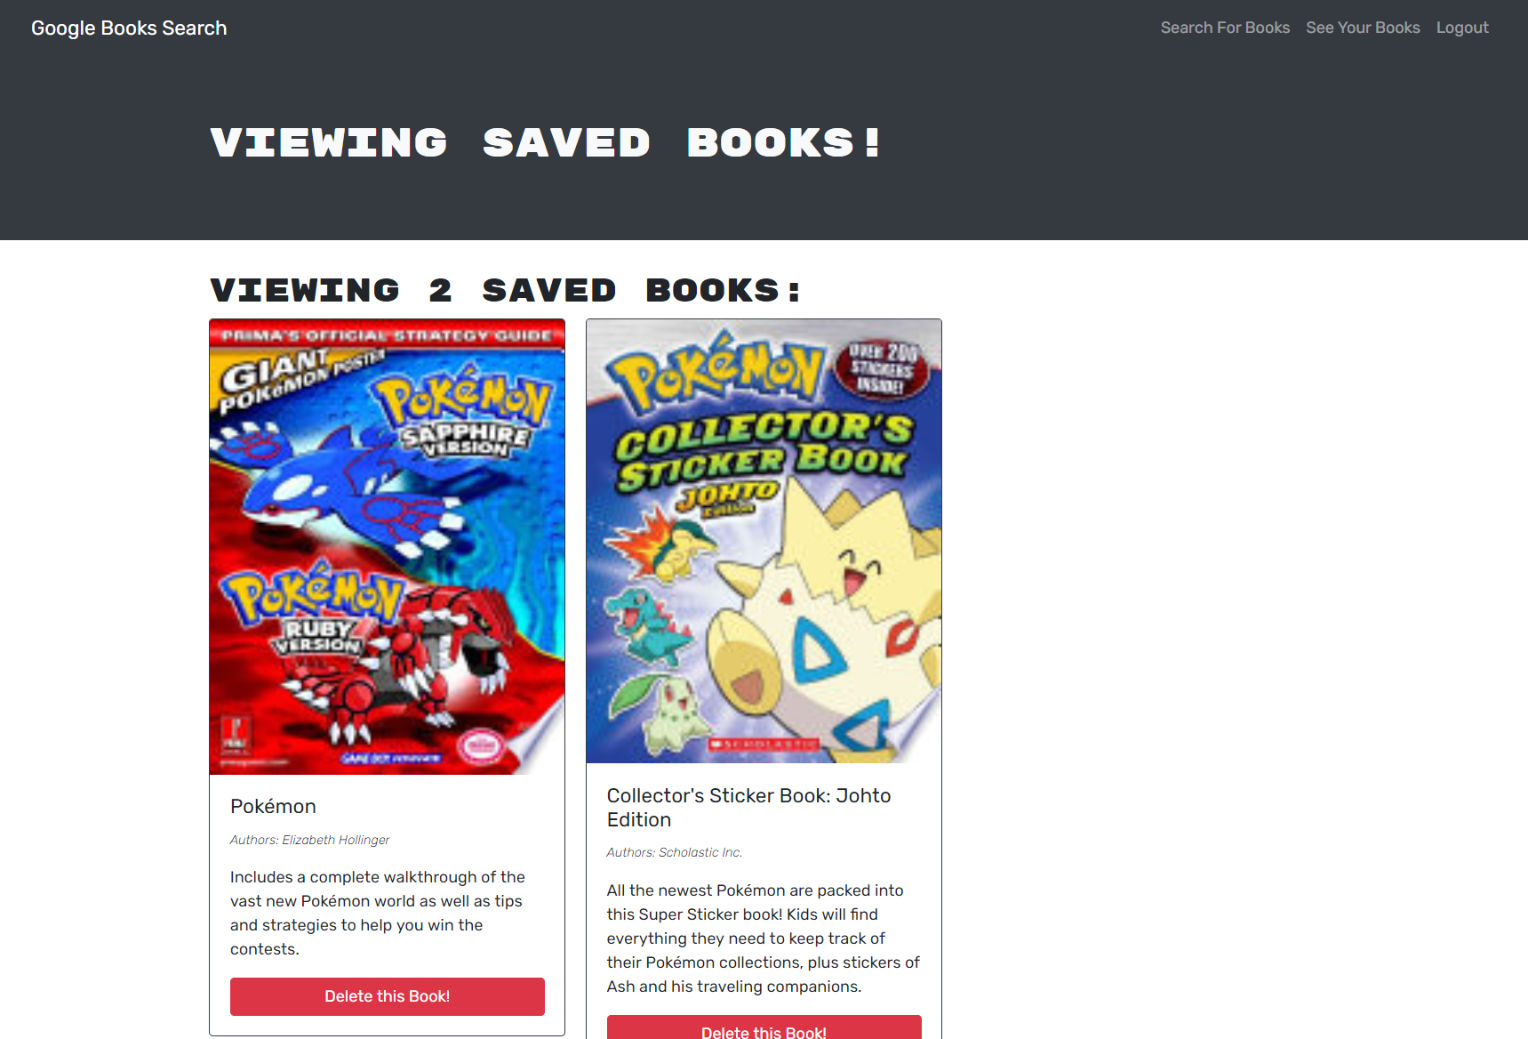 Google Books Search
Search For Books See Your Books Logout
VIEWING SAVED BOOKS!
VIEWING 2 SAVED BOOKS:
PRIMA'S OFFICIAL STRATEGY GUIDE
GIANT
POKéMON POSTER
POKéMON
SAPPHIRE
VERSION
POKéMON
RUBY
VERSION
GAME BOY ADVANCE
Pokémon
Authors: Elizabeth Hollinger
Includes a complete walkthrough of the
vast new Pokémon world as well as tips
and strategies to help you win the
contests.
Delete this Book!
POKéMON
OVER 200
STICKERS
INSIDE!
COLLECTOR'S
STICKER BOOK
JOHTO
Edition
SCHOLASTIC
Collector's Sticker Book: Johto
Edition
Authors: Scholastic Inc.
All the newest Pokémon are packed into
this Super Sticker book! Kids will find
everything they need to keep track of
their Pokémon collections, plus stickers of
Ash and his traveling companions.
Delete this Book!